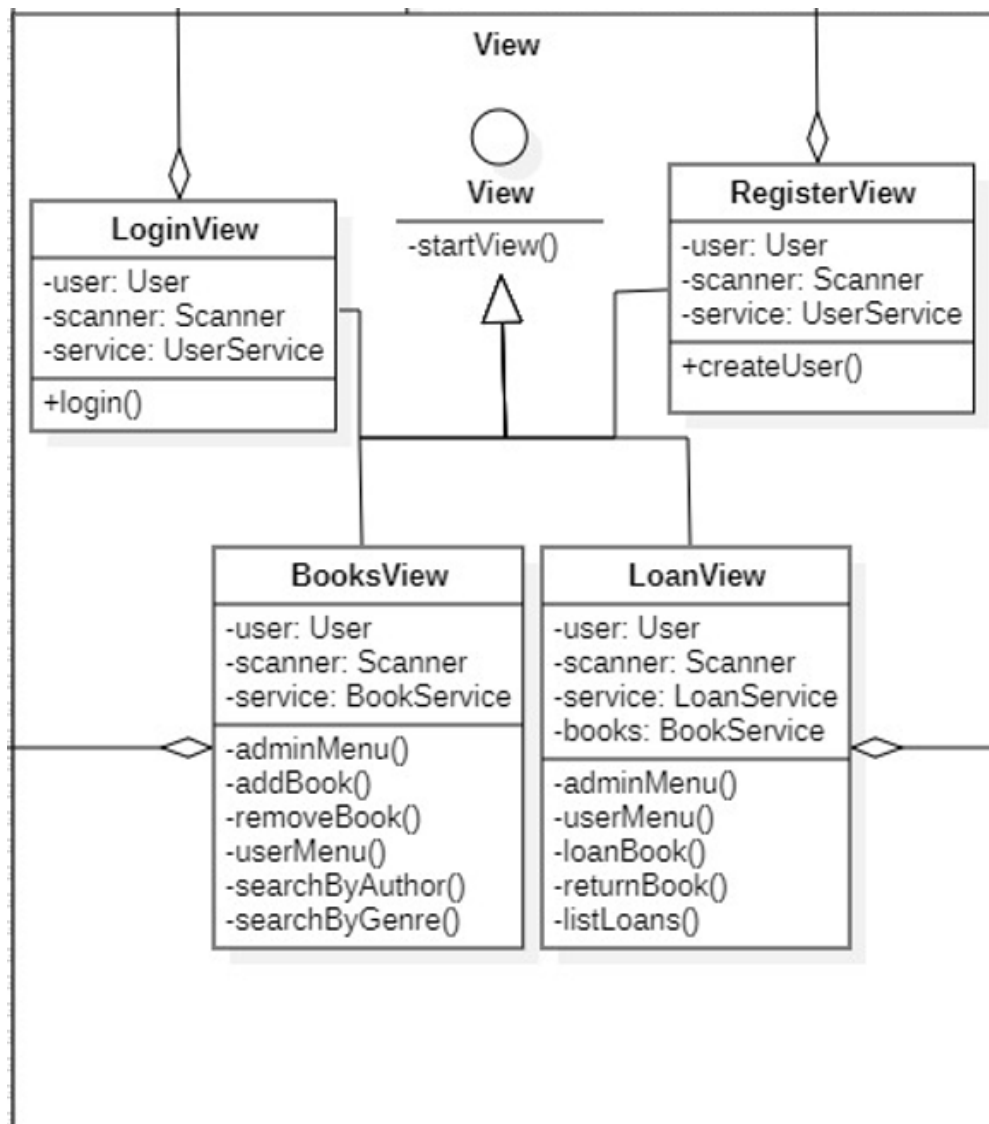 View
View
-startView()
LoginView
-user: User
-scanner: Scanner
-service: UserService
+login()
RegisterView
-user: User
-scanner: Scanner
-service: UserService
+createUser()
BooksView
-user: User
-scanner: Scanner
-service: BookService
-adminMenu()
-addBook()
-removeBook()
-userMenu()
-searchByAuthor()
-searchByGenre()
LoanView
-user: User
-scanner: Scanner
-service: LoanService
-books: BookService
-adminMenu()
-userMenu()
-loanBook()
-returnBook()
-listLoans()